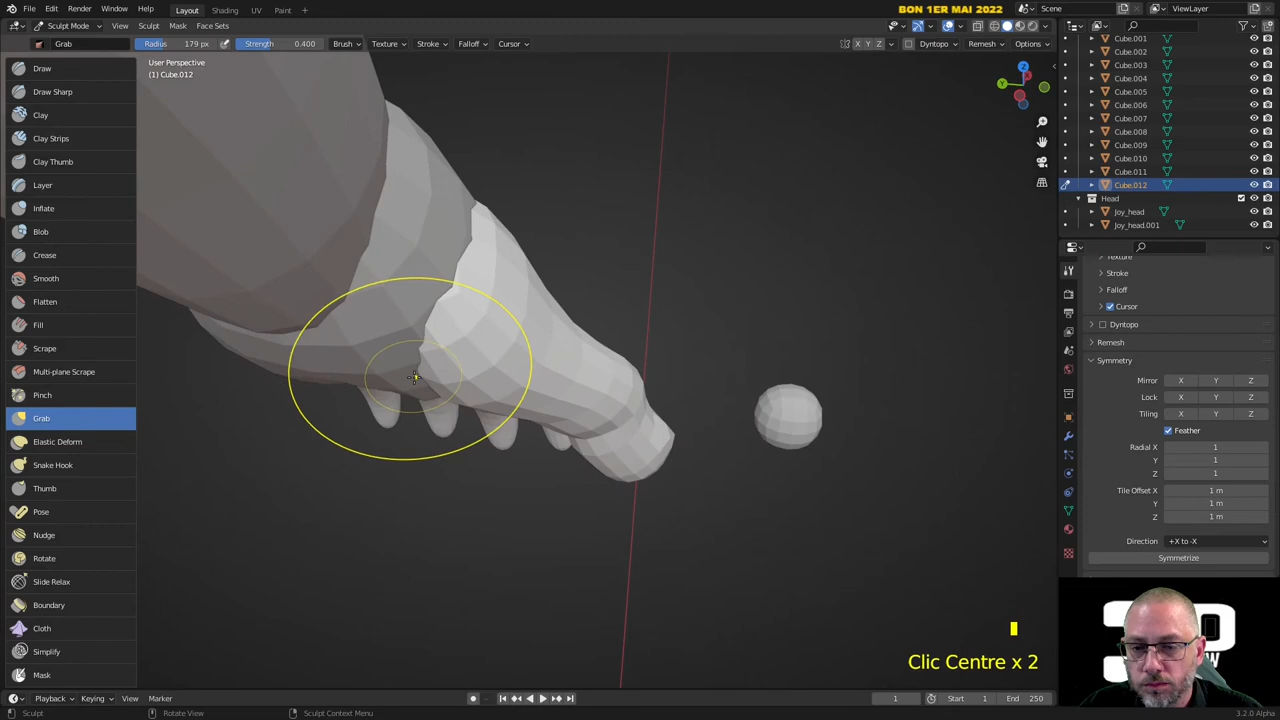 File Edit Render Window Help Layout Shading UV Paint BON 1ER MAI 2022 Scene ViewLayer
Sculpt Mode View Sculpt Mask Face Sets
Grab Radius 179 px Strength 0.400 Brush Texture Stroke Falloff Cursor X Y Z Dyntopo Remesh Options
User Perspective
(1) Cube.012
Draw
Draw Sharp
Clay
Clay Strips
Clay Thumb
Layer
Inflate
Blob
Crease
Smooth
Flatten
Fill
Scrape
Multi-plane Scrape
Pinch
Grab
Elastic Deform
Snake Hook
Thumb
Pose
Nudge
Rotate
Slide Relax
Boundary
Cloth
Simplify
Mask
Z
Y
X
Cube.001
Cube.002
Cube.003
Cube.004
Cube.005
Cube.006
Cube.007
Cube.008
Cube.009
Cube.010
Cube.011
Cube.012
Head
Joy_head
Joy_head.001
Texture
Stroke
Falloff
Cursor
Dyntopo
Remesh
Symmetry
Mirror X Y Z
Lock X Y Z
Tiling X Y Z
Feather
Radial X 1
Y 1
Z 1
Tile Offset X 1 m
Y 1 m
Z 1 m
Direction +X to -X
Symmetrize
Clic Centre x 2
Playback Keying View Marker 1 Start 1 End 250
Sculpt Rotate View Sculpt Context Menu 3.2.0 Alpha